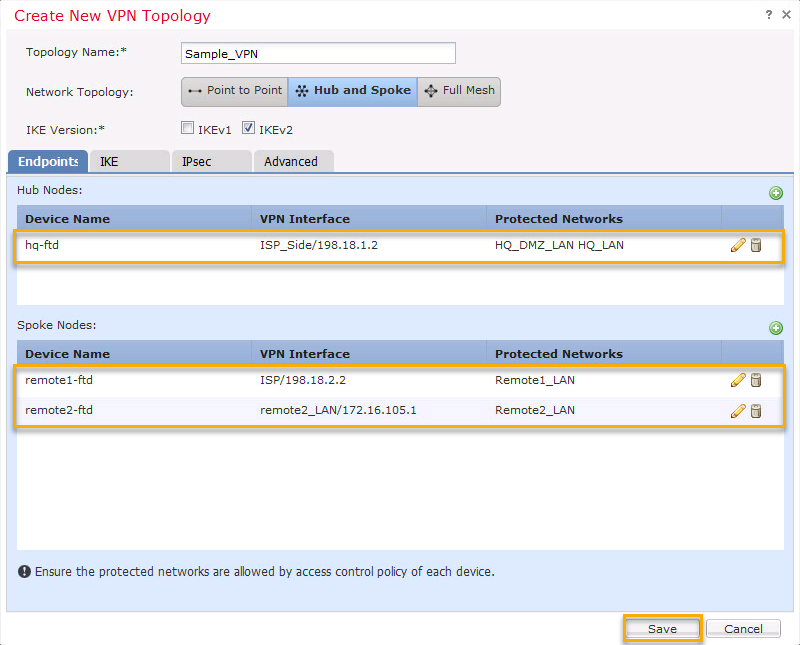 Create New VPN Topology ?
Topology Name:* Sample_VPN
Network Topology: Point to Point Hub and Spoke Full Mesh
IKE Version:* IKEv1 IKEv2
Endpoints IKE IPsec Advanced
Hub Nodes:
Device Name VPN Interface Protected Networks
hq-ftd ISP_Side/198.18.1.2 HQ_DMZ_LAN HQ_LAN
Spoke Nodes:
Device Name VPN Interface Protected Networks
remote1-ftd ISP/198.18.2.2 Remote1_LAN
remote2-ftd remote2_LAN/172.16.105.1 Remote2_LAN
Ensure the protected networks are allowed by access control policy of each device.
Save Cancel